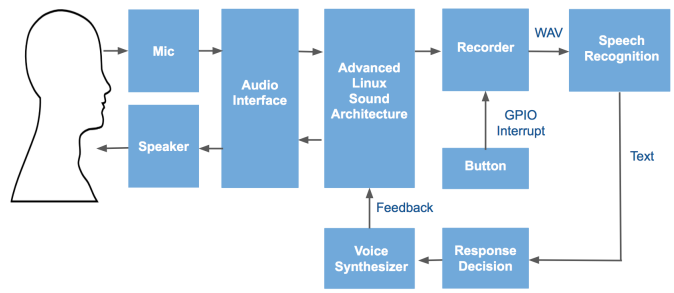 Mic
Audio
Interface
Advanced
Linux
Sound
Architecture
Recorder
WAV
Speech
Recognition
Speaker
GPIO
Interrupt
Button
Text
Feedback
Voice
Synthesizer
Response
Decision